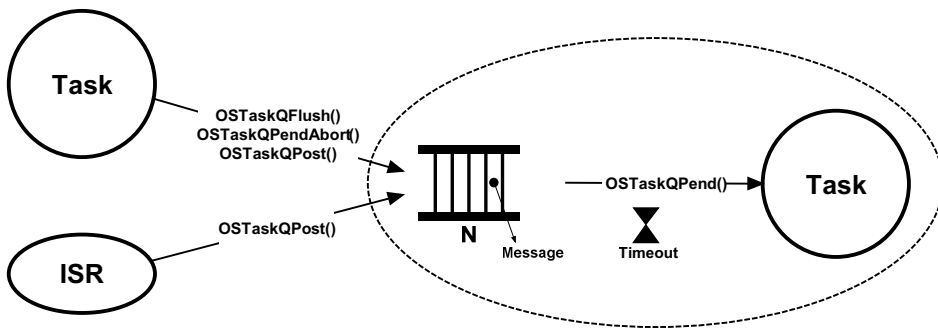 Task
OSTaskQFlush()
OSTaskQPendAbort()
OSTaskQPost()
OSTaskQPend()
Task
OSTaskQPost()
N
Message
Timeout
ISR